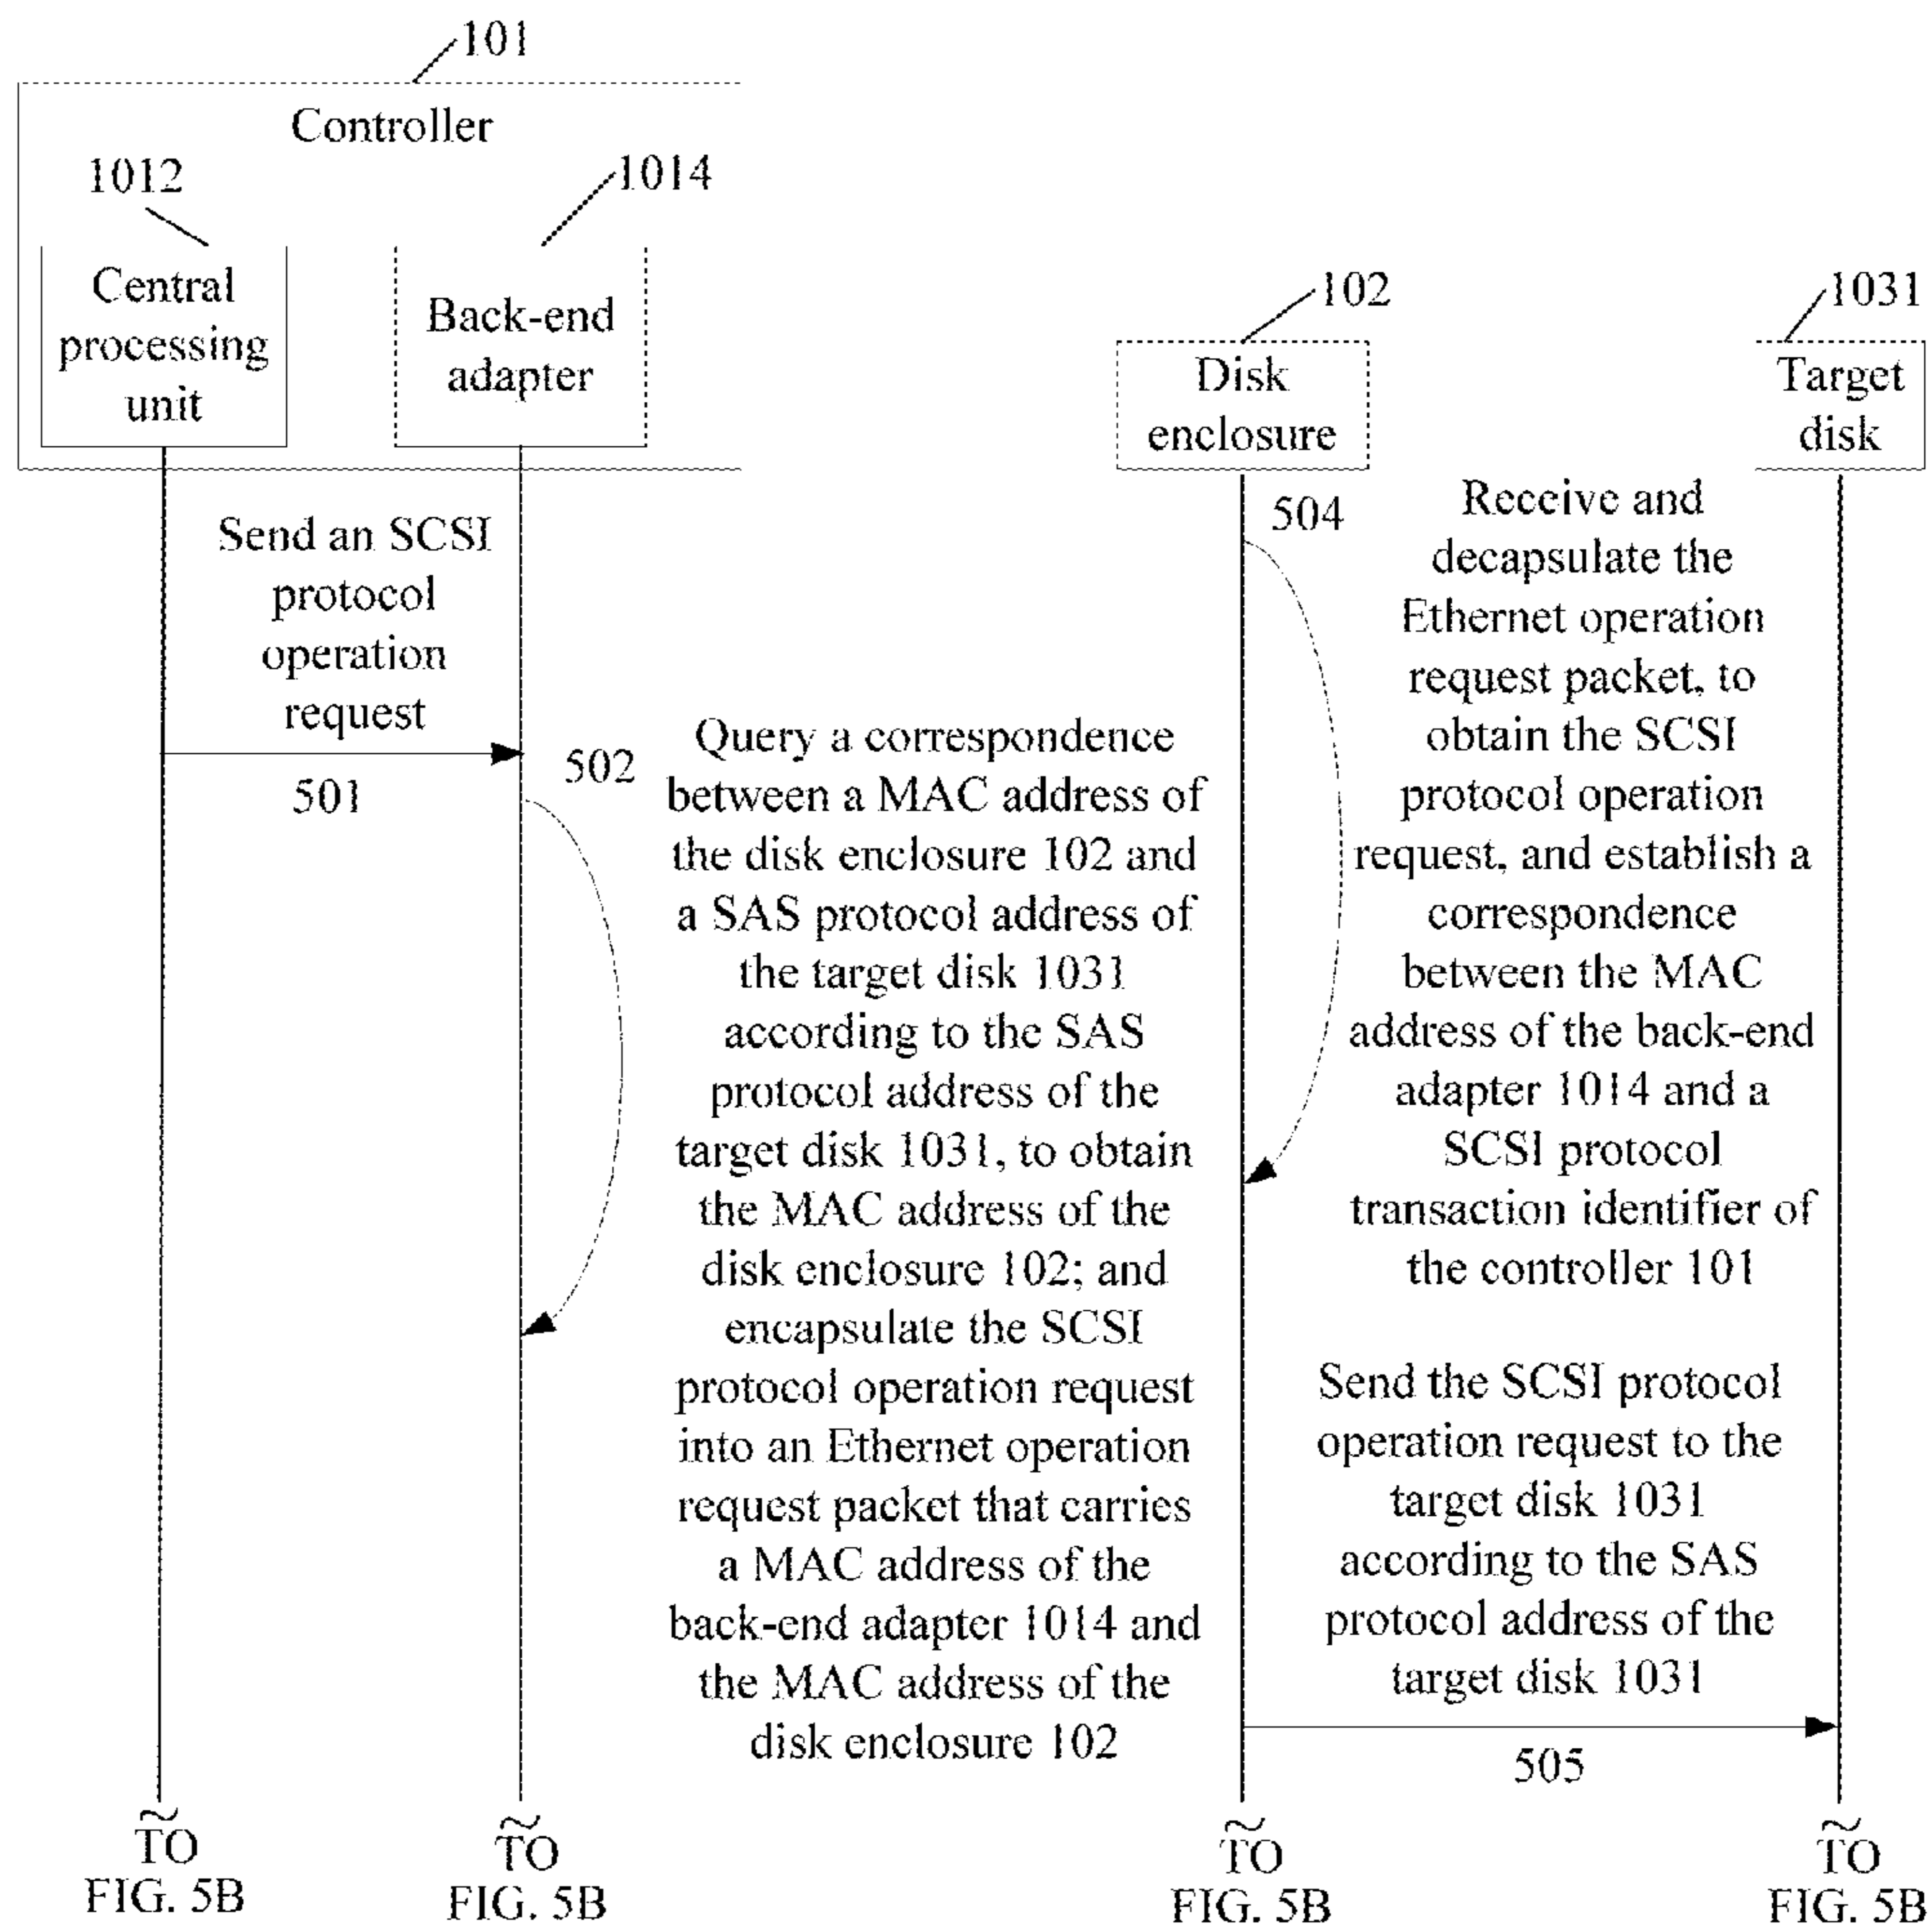 101
Controller
1012
1014
Central
processing
unit
Back-end
adapter
102
Disk
enclosure
1031
Target
disk
Send an SCSI
protocol
operation
request
501
502
Query a correspondence
between a MAC address of
the disk enclosure 102 and
a SAS protocol address of
the target disk 1031
according to the SAS
protocol address of the
target disk 1031, to obtain
the MAC address of the
disk enclosure 102; and
encapsulate the SCSI
protocol operation request
into an Ethernet operation
request packet that carries
a MAC address of the
back-end adapter 1014 and
the MAC address of the
disk enclosure 102
504
Receive and
decapsulate the
Ethernet operation
request packet, to
obtain the SCSI
protocol operation
request, and establish a
correspondence
between the MAC
address of the back-end
adapter 1014 and a
SCSI protocol
transaction identifier of
the controller 101
Send the SCSI protocol
operation request to the
target disk 1031
according to the SAS
protocol address of the
target disk 1031
505
TO
FIG. 5B
TO
FIG. 5B
TO
FIG. 5B
TO
FIG. 5B